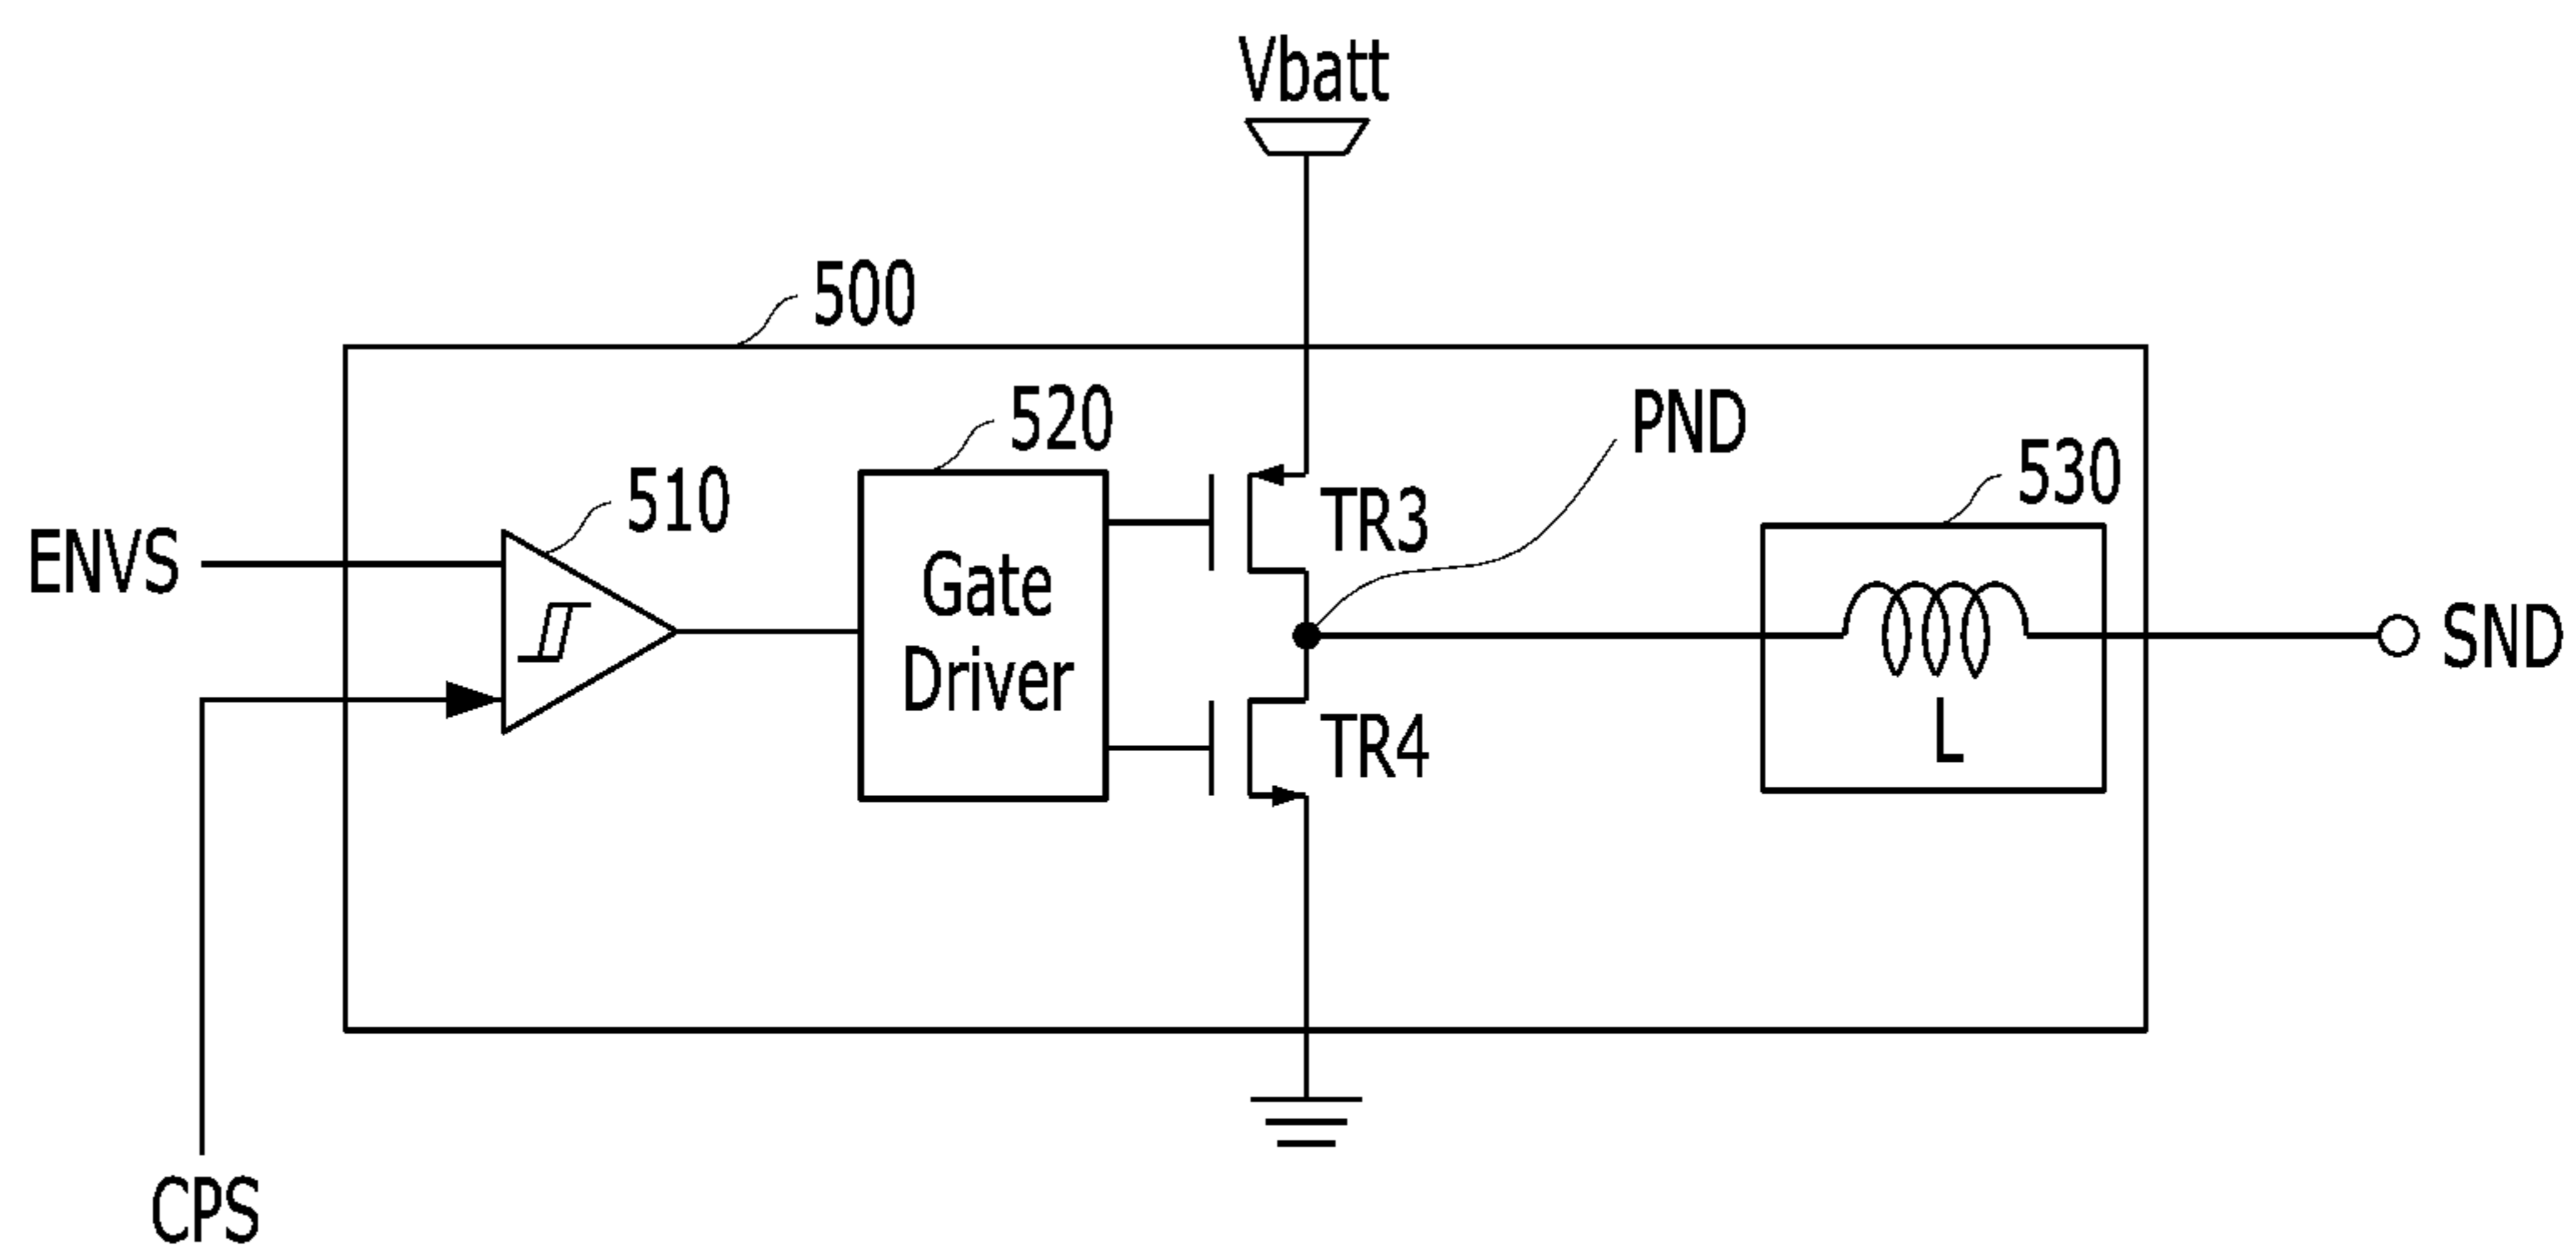 Vbatt
500
520
PND
510
530
ENVS
TR3
Gate
Driver
SND
TR4
L
CPS